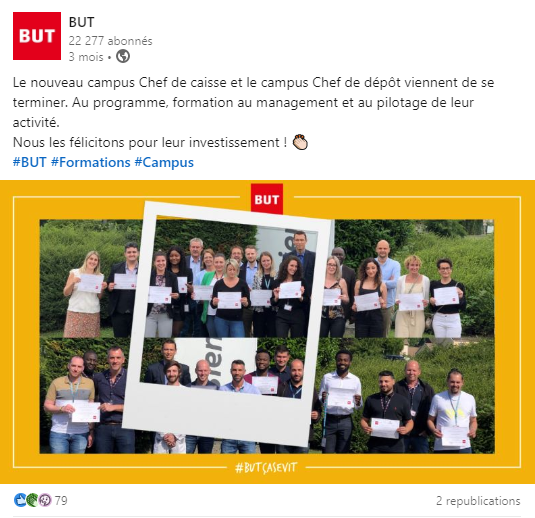 BUT
BUT
22 277 abonnés
3 mois •
Le nouveau campus Chef de caisse et le campus Chef de dépôt viennent de se
terminer. Au programme, formation au management et au pilotage de leur
activité.
Nous les félicitons pour leur investissement !
#BUT #Formations #Campus
BUT
#BUTÇASEVIT
79
2 republications